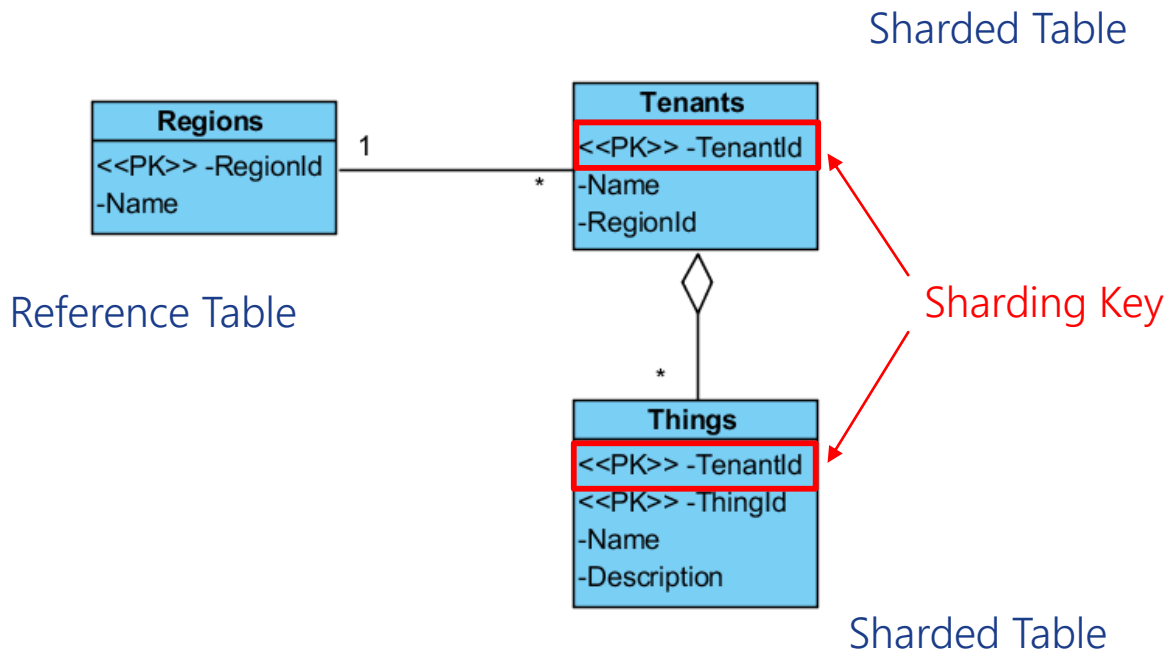 Sharded Table
Regions
<<PK>> -RegionId
-Name
1
*
Tenants
<<PK>> -TenantId
-Name
-RegionId
Reference Table
Sharding Key
*
Things
<<PK>> -TenantId
<<PK>> -ThingId
-Name
-Description
Sharded Table